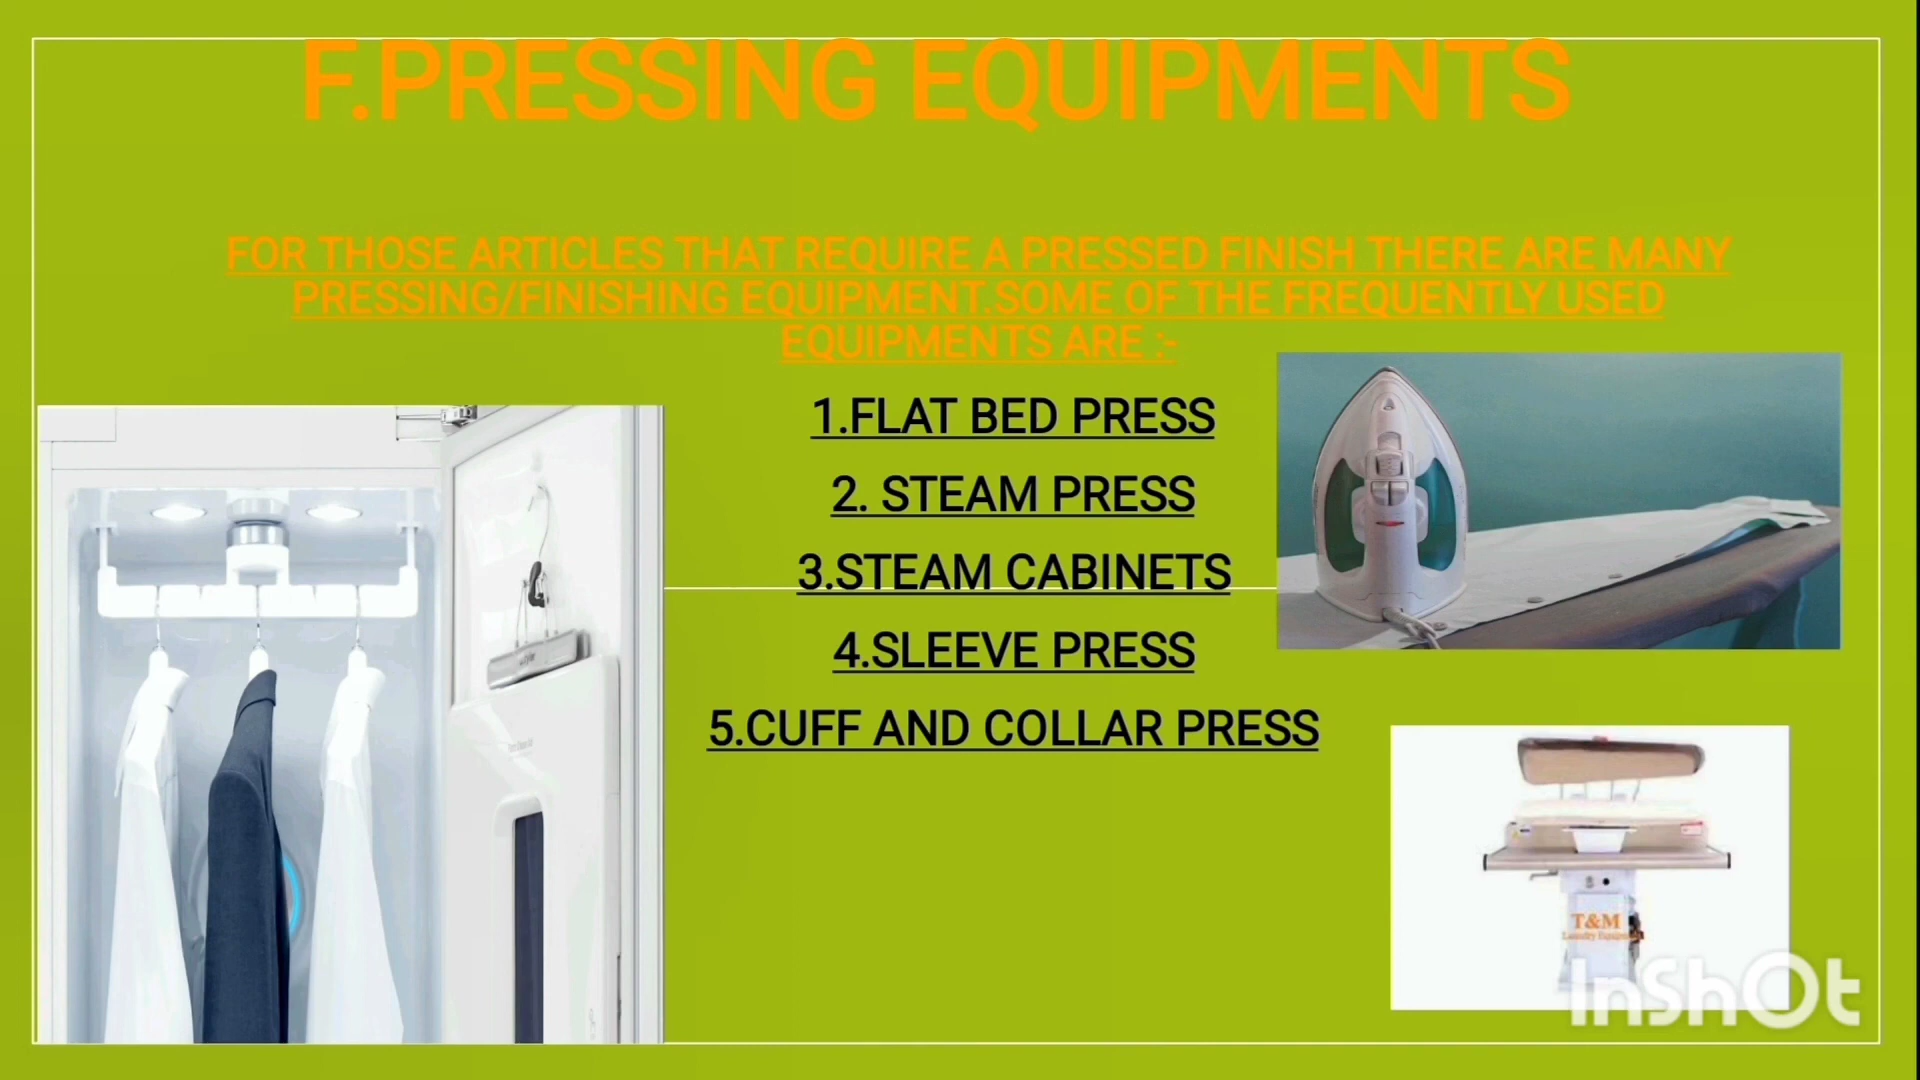 F.PRESSING EQUIPMENTS
FOR THOSE ARTICLES THAT REQUIRE A PRESSED FINISH THERE ARE MANY
PRESSING/FINISHING EQUIPMENT.SOME OF THE FREQUENTLY USED
EQUIPMENTS ARE :-
1.FLAT BED PRESS
2. STEAM PRESS
3.STEAM CABINETS
4.SLEEVE PRESS
5.CUFF AND COLLAR PRESS
T&M
Laundry Equipment
InShOt